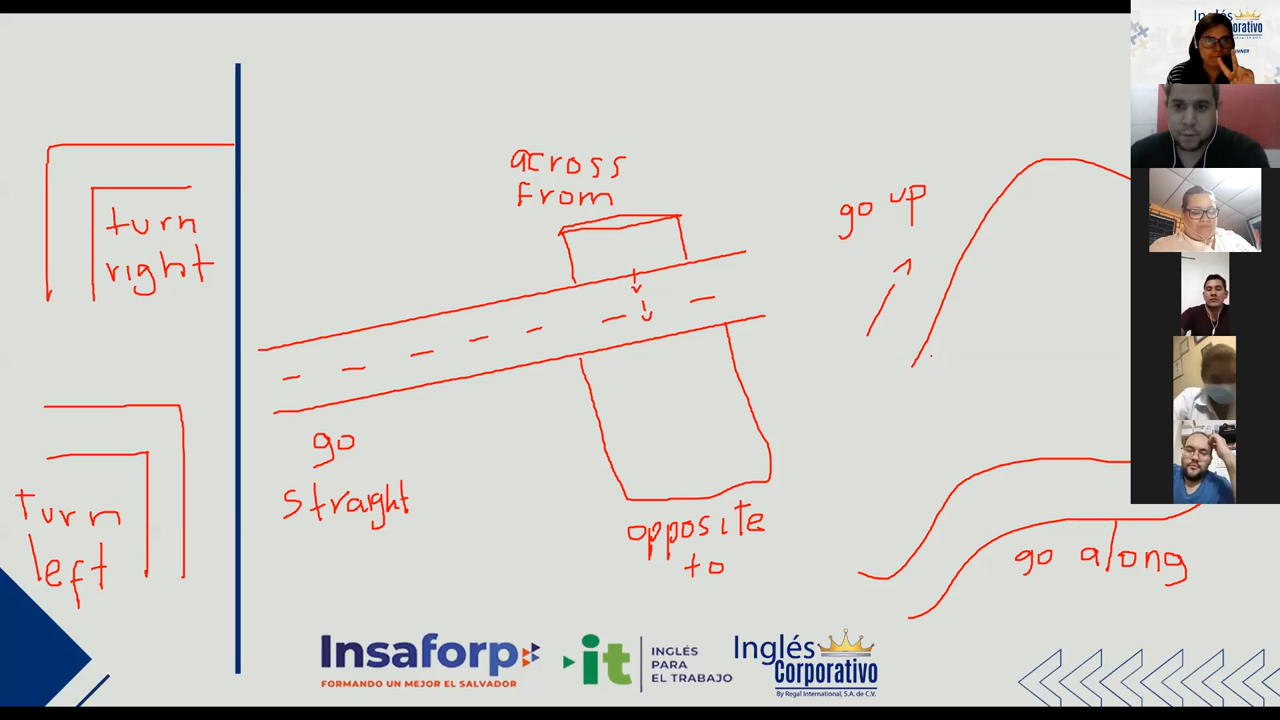 turn
right
turn
left
across
from
go
straight
opposite
to
go up
go along
Insaforp
FORMANDO UN MEJOR EL SALVADOR
it
INGLÉS
PARA
EL TRABAJO
Inglés
Corporativo
By Regal International, S.A. de C.V.
Inglés